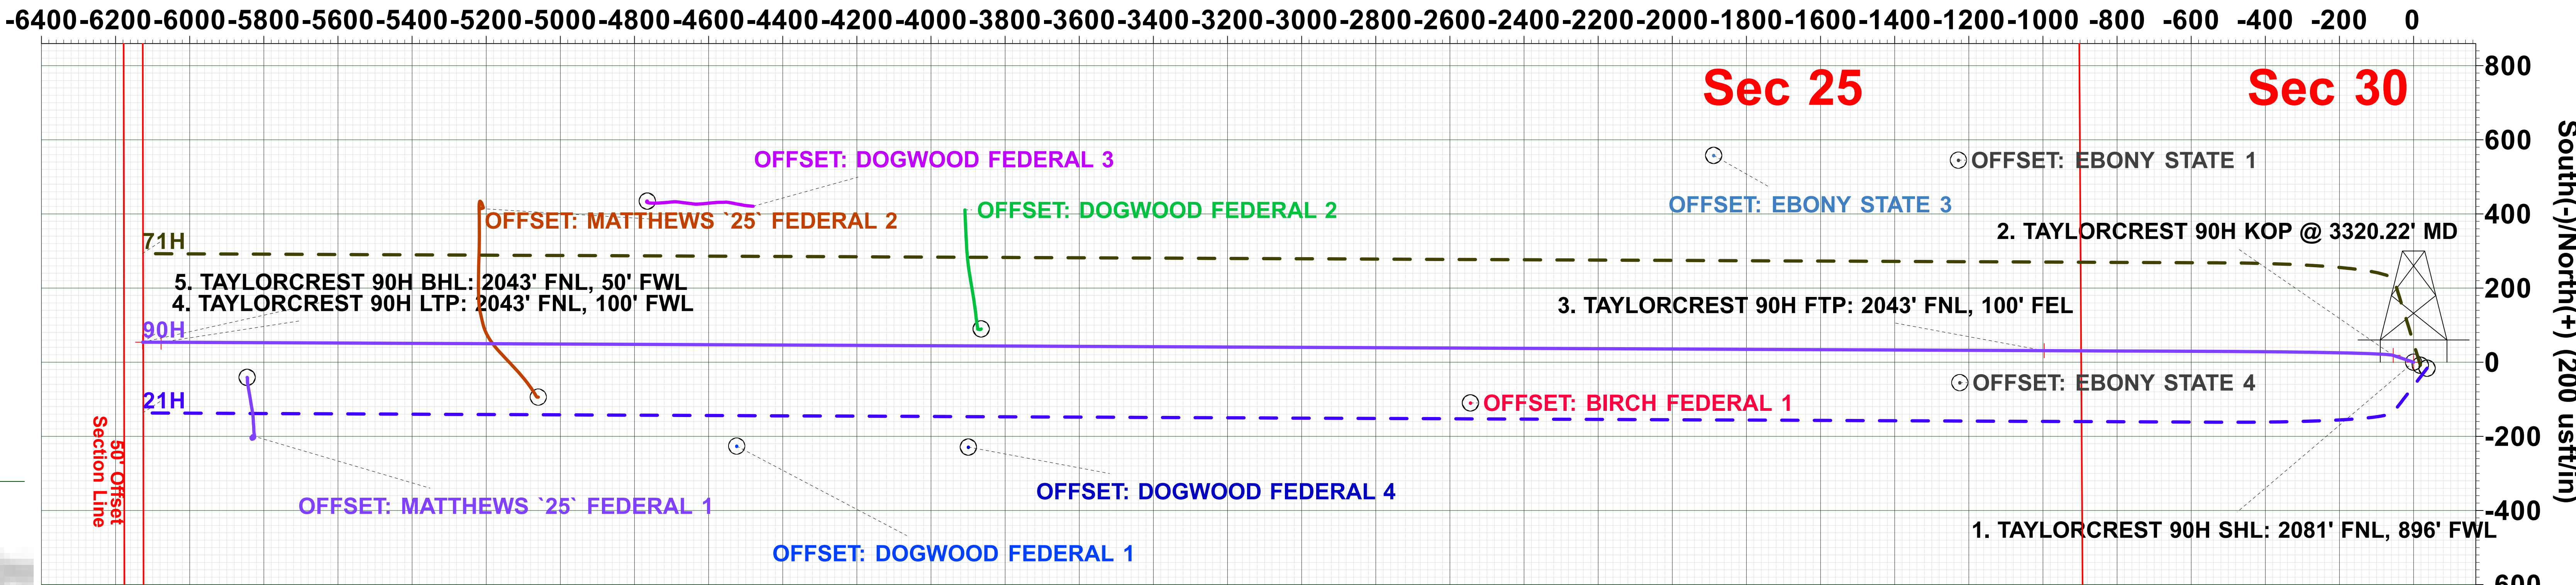 -6400 -6200 -6000 -5800 -5600 -5400 -5200 -5000 -4800 -4600 -4400 -4200 -4000 -3800 -3600 -3400 -3200 -3000 -2800 -2600 -2400 -2200 -2000 -1800 -1600 -1400 -1200 -1000 -800 -600 -400 -200 0
800
Sec 25
Sec 30
600
OFFSET: DOGWOOD FEDERAL 3
OFFSET: EBONY STATE 1
OFFSET: EBONY STATE 3
400
OFFSET: DOGWOOD FEDERAL 2
OFFSET: MATTHEWS `25` FEDERAL 2
2. TAYLORCREST 90H KOP @ 3320.22' MD
71H
5. TAYLORCREST 90H BHL: 2043' FNL, 50' FWL
200
4. TAYLORCREST 90H LTP: 2043' FNL, 100' FWL
3. TAYLORCREST 90H FTP: 2043' FNL, 100' FEL
90H
0
OFFSET: EBONY STATE 4
21H
OFFSET: BIRCH FEDERAL 1
-200
50' Offset
Section Line
OFFSET: DOGWOOD FEDERAL 4
OFFSET: MATTHEWS `25` FEDERAL 1
-400
1. TAYLORCREST 90H SHL: 2081' FNL, 896' FWL
OFFSET: DOGWOOD FEDERAL 1
-600
South(-)/North(+) (200 usft/in)